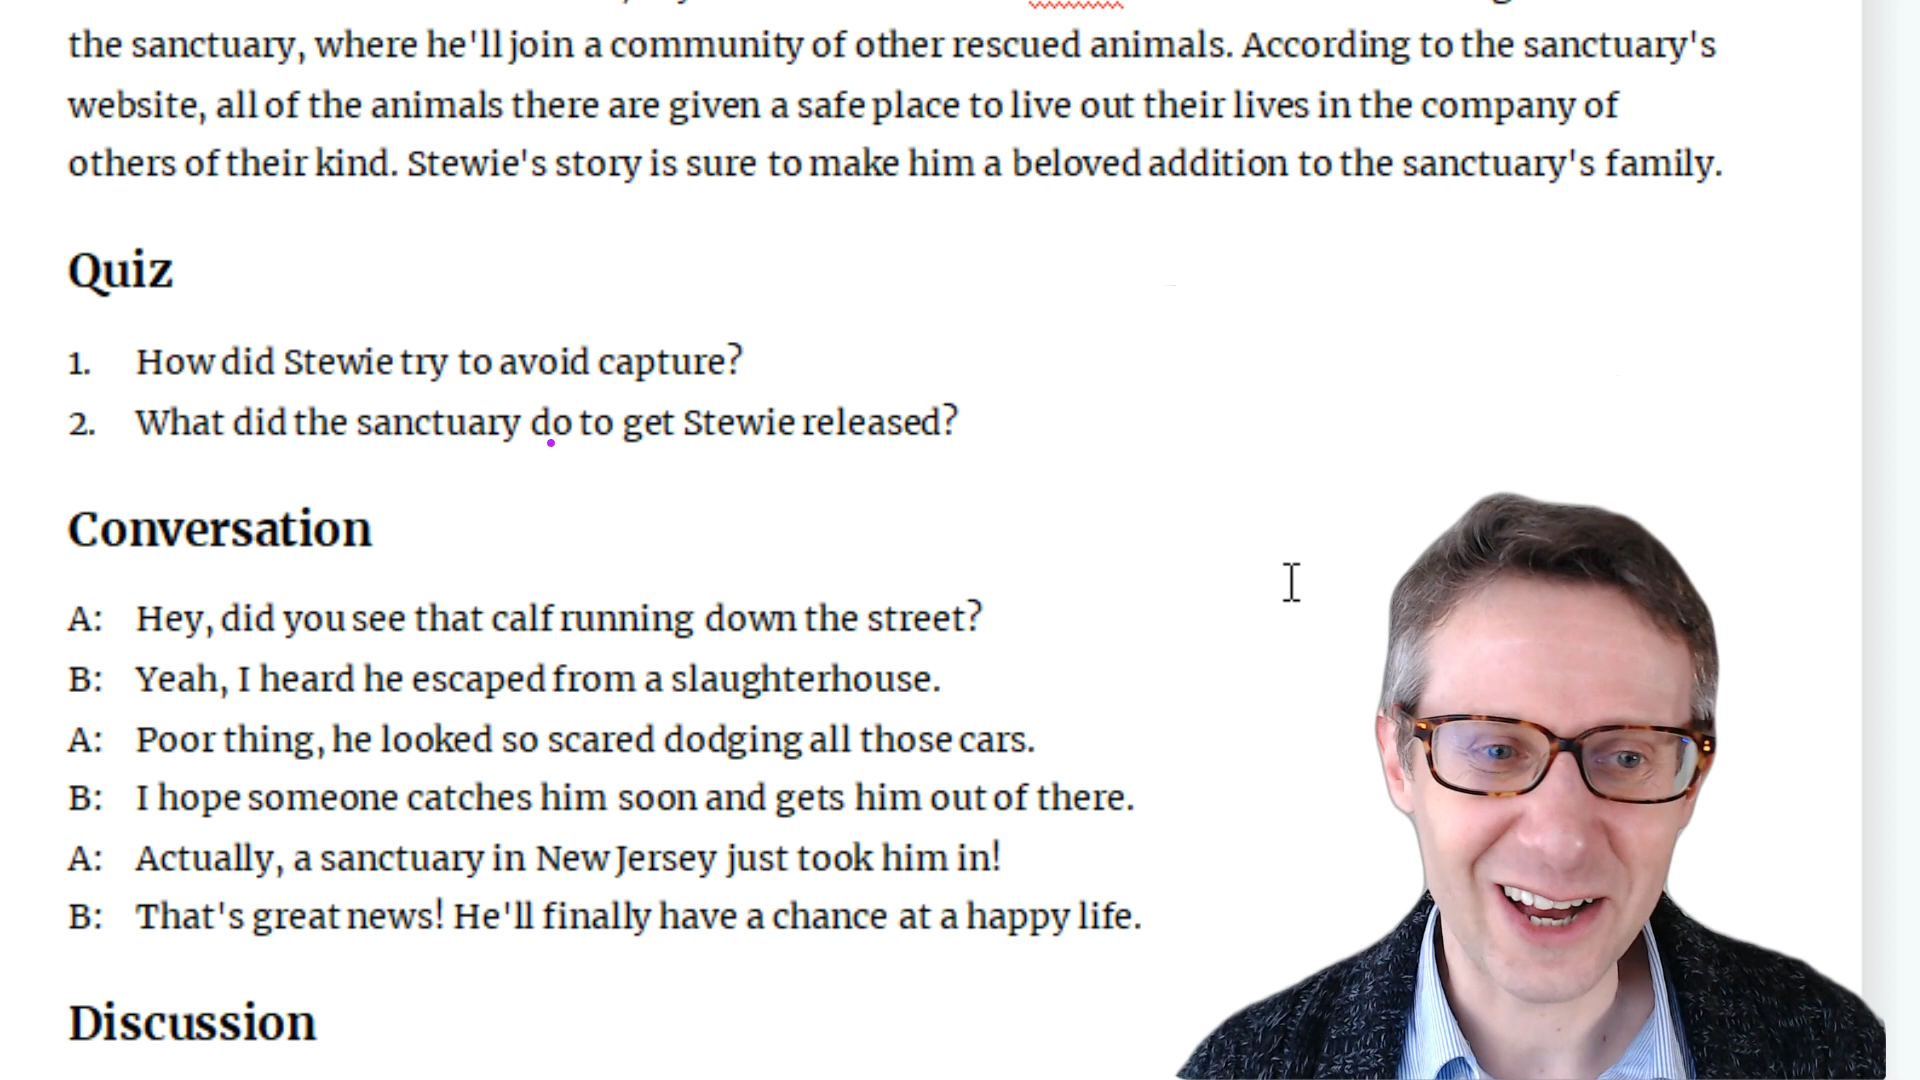 the sanctuary, where he'll join a community of other rescued animals. According to the sanctuary's
website, all of the animals there are given a safe place to live out their lives in the company of
others of their kind. Stewie's story is sure to make him a beloved addition to the sanctuary's family.
Quiz
1. How did Stewie try to avoid capture?
2. What did the sanctuary do to get Stewie released?
Conversation
A: Hey, did you see that calf running down the street?
B: Yeah, I heard he escaped from a slaughterhouse.
A: Poor thing, he looked so scared dodging all those cars.
B: I hope someone catches him soon and gets him out of there.
A: Actually, a sanctuary in New Jersey just took him in!
B: That's great news! He'll finally have a chance at a happy life.
Discussion